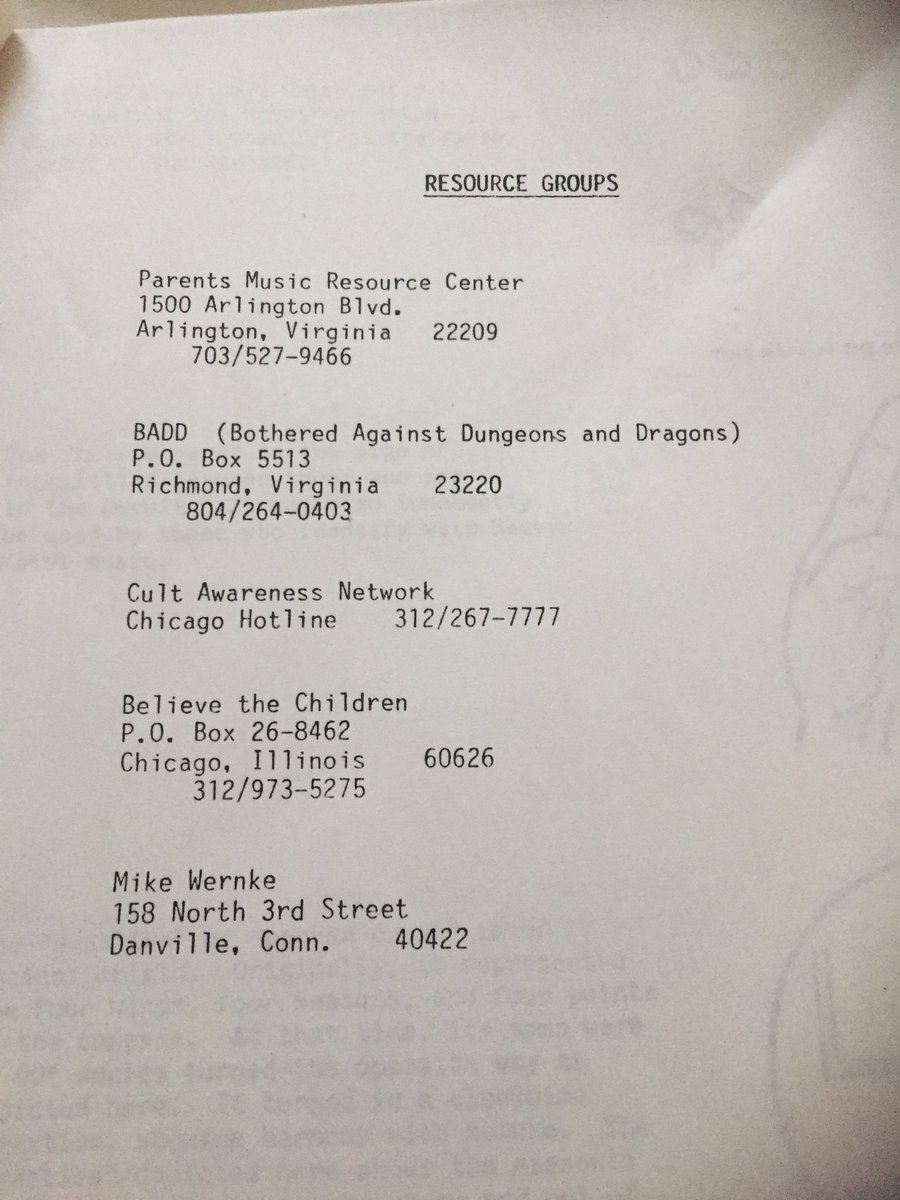 RESOURCE GROUPS
Parents Music Resource Center
1500 Arlington Blvd.
Arlington, Virginia 22209
703/527-9466
BADD (Bothered Against Dungeons and Dragons)
P.O. Box 5513
Richmond, Virginia 23220
804/264-0403
Cult Awareness Network
Chicago Hotline 312/267-7777
Believe the Children
P.O. Box 26-8462
Chicago, Illinois 60626
312/973-5275
Mike Wernke
158 North 3rd Street
Danville, Conn. 40422